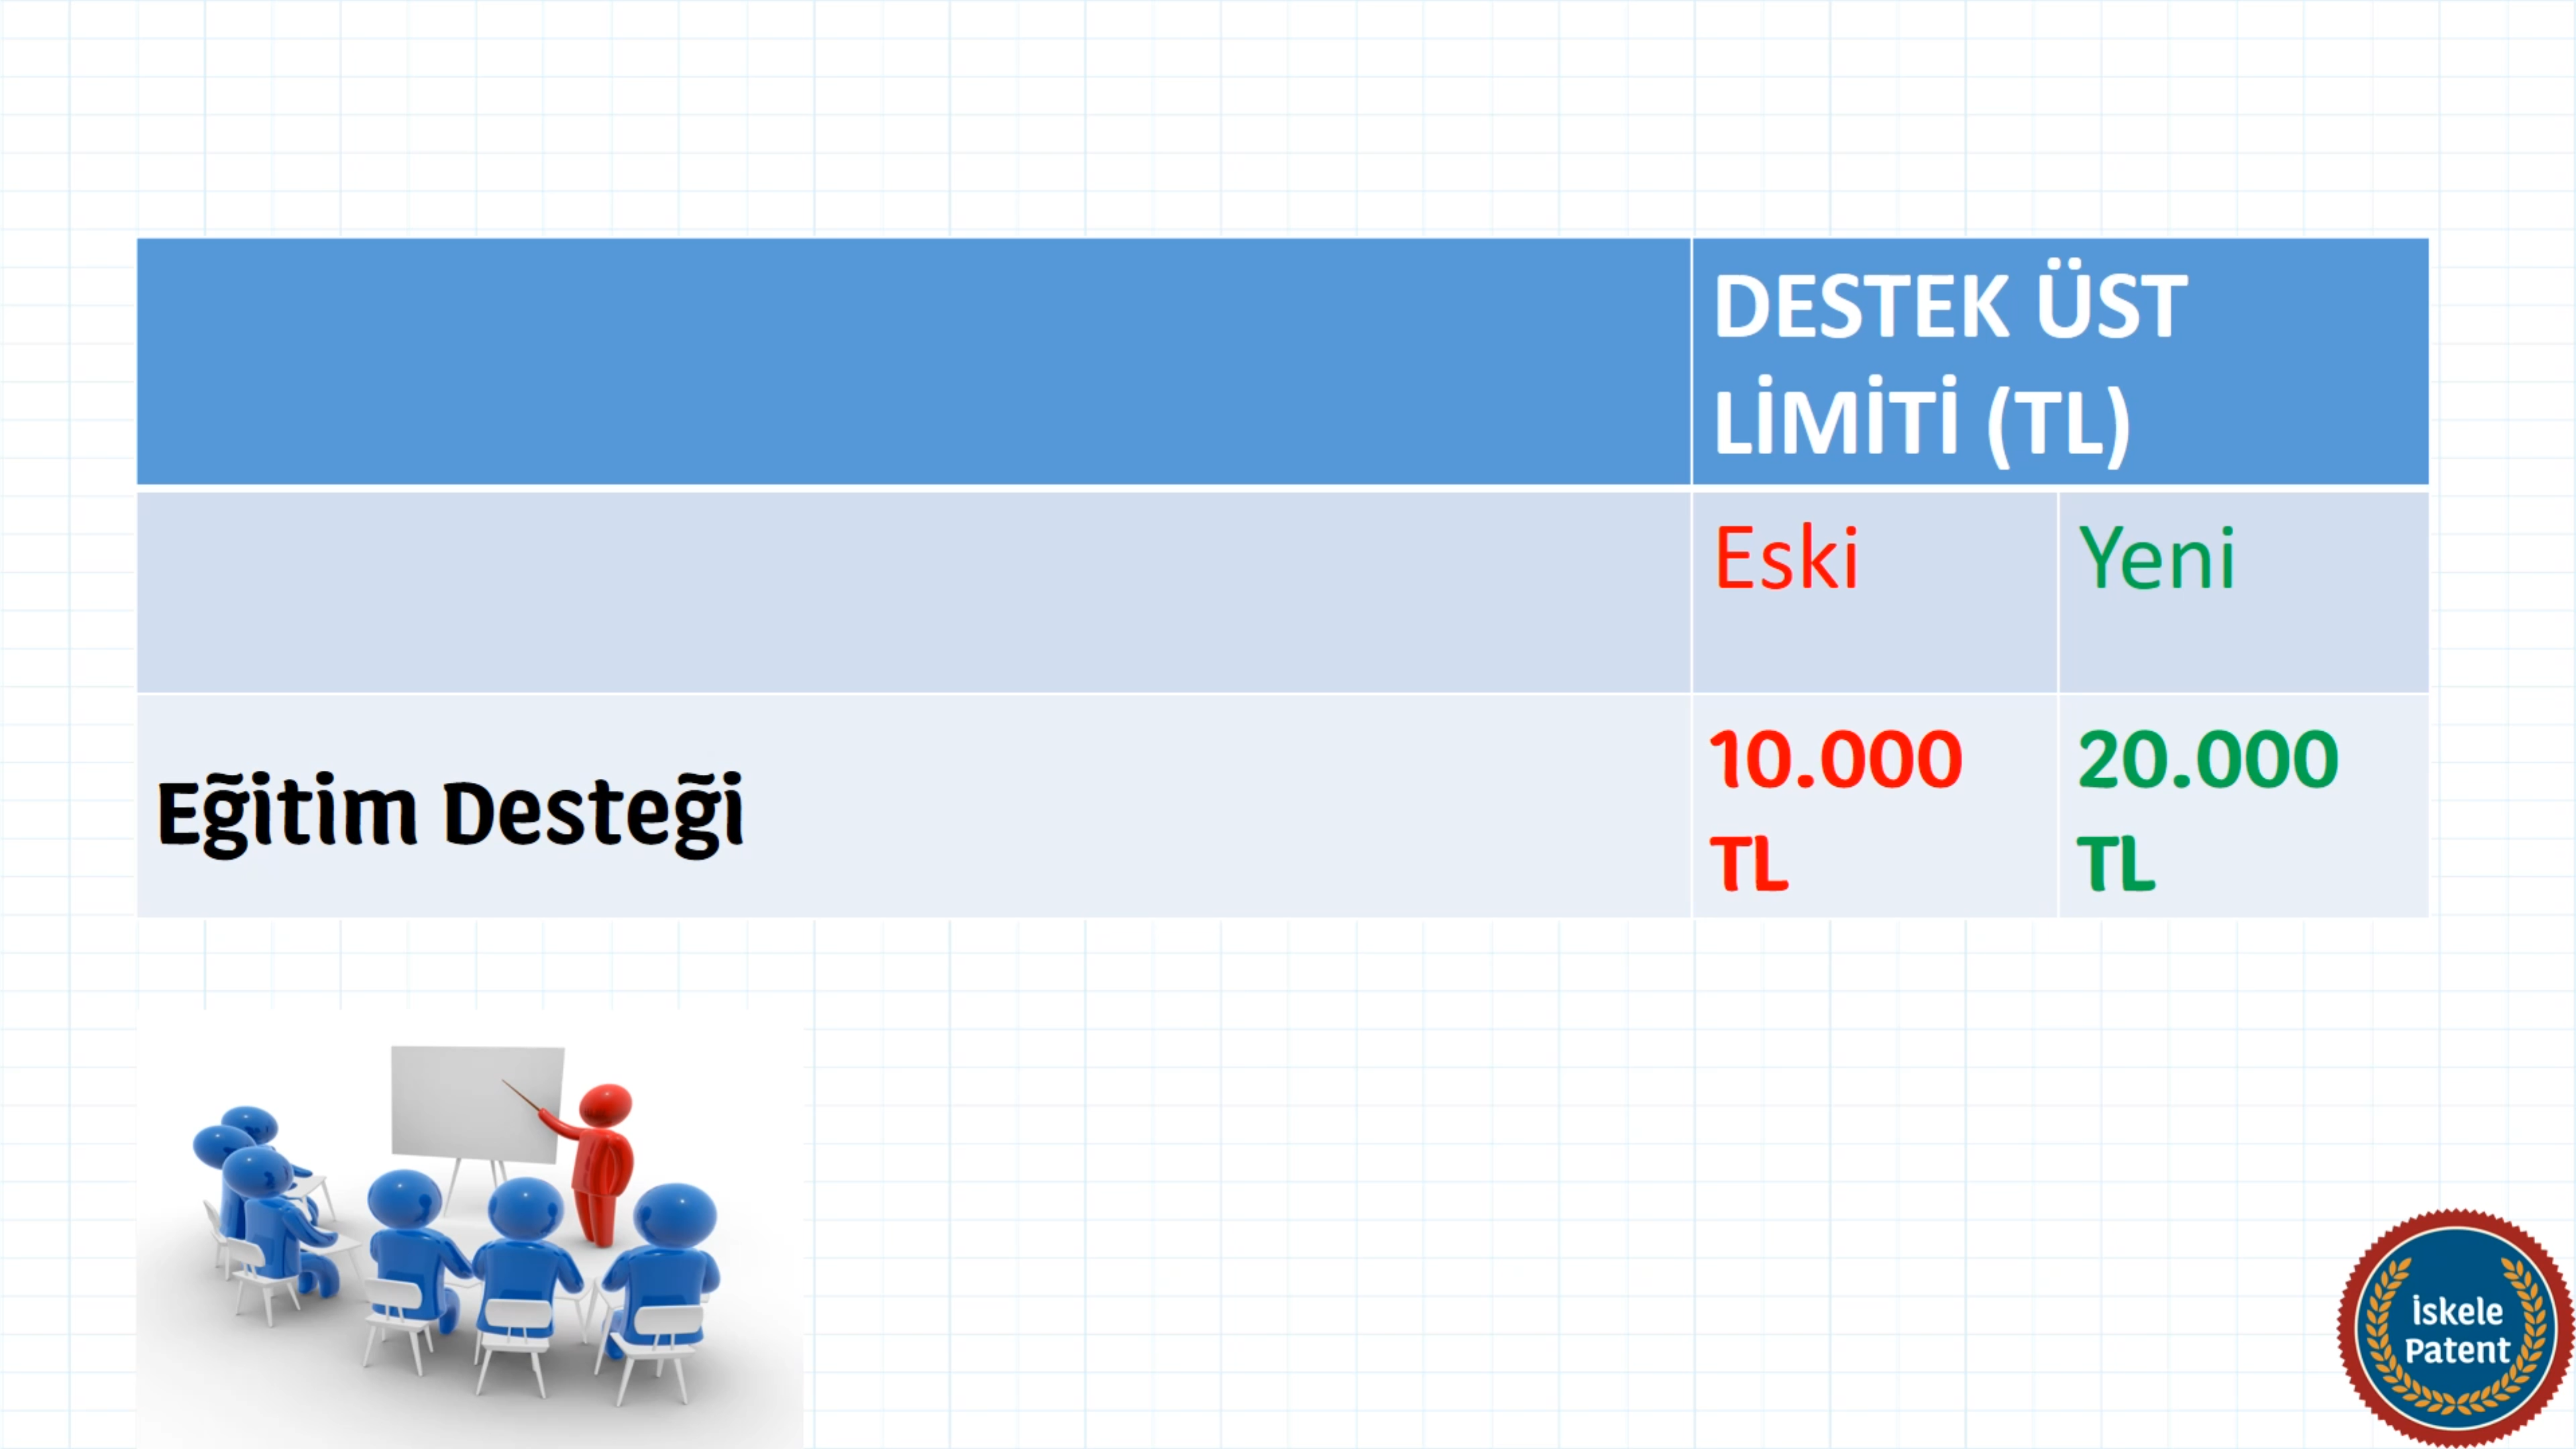 DESTEK ÜST
LİMİTİ (TL)
Eski
Yeni
Eğitim Desteği
10.000
TL
20.000
TL
İskele
Patent